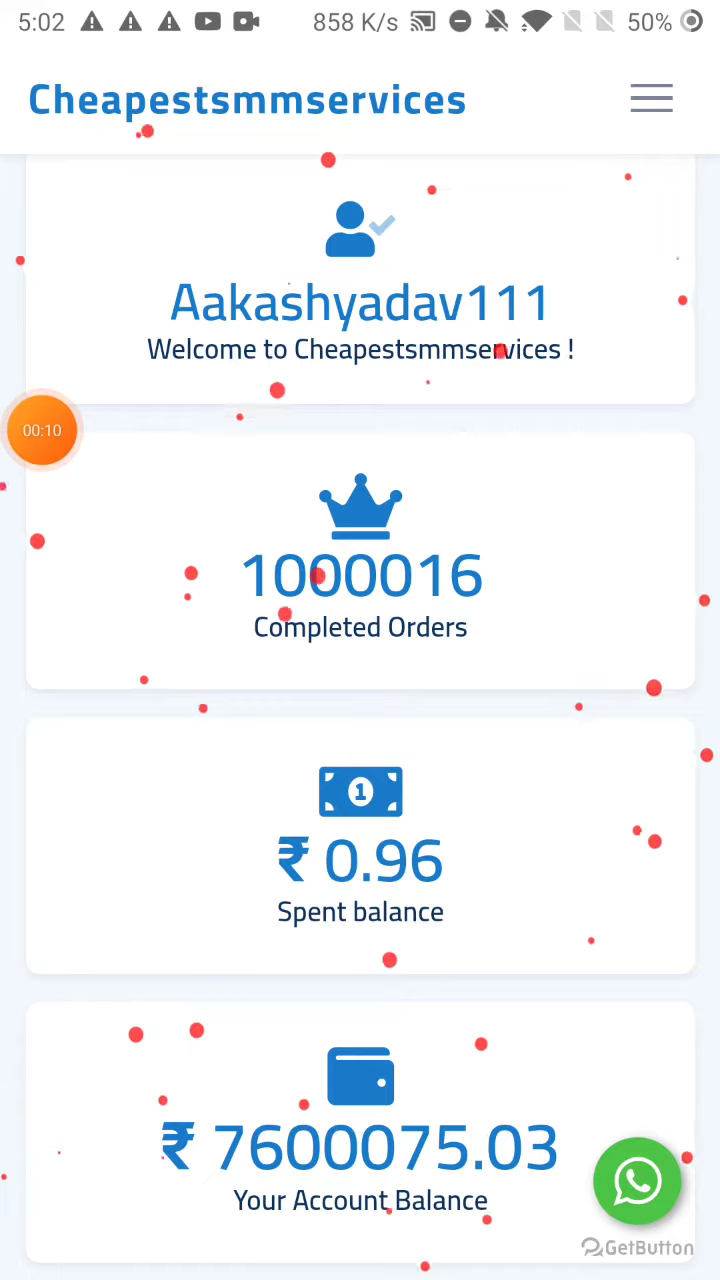 5:02 858 K/s 50%
Cheapestsmmservices
Aakashyadav111
Welcome to Cheapestsmmservices !
00:10
1000016
Completed Orders
1
₹ 0.96
Spent balance
₹ 7600075.03
Your Account Balance
GetButton